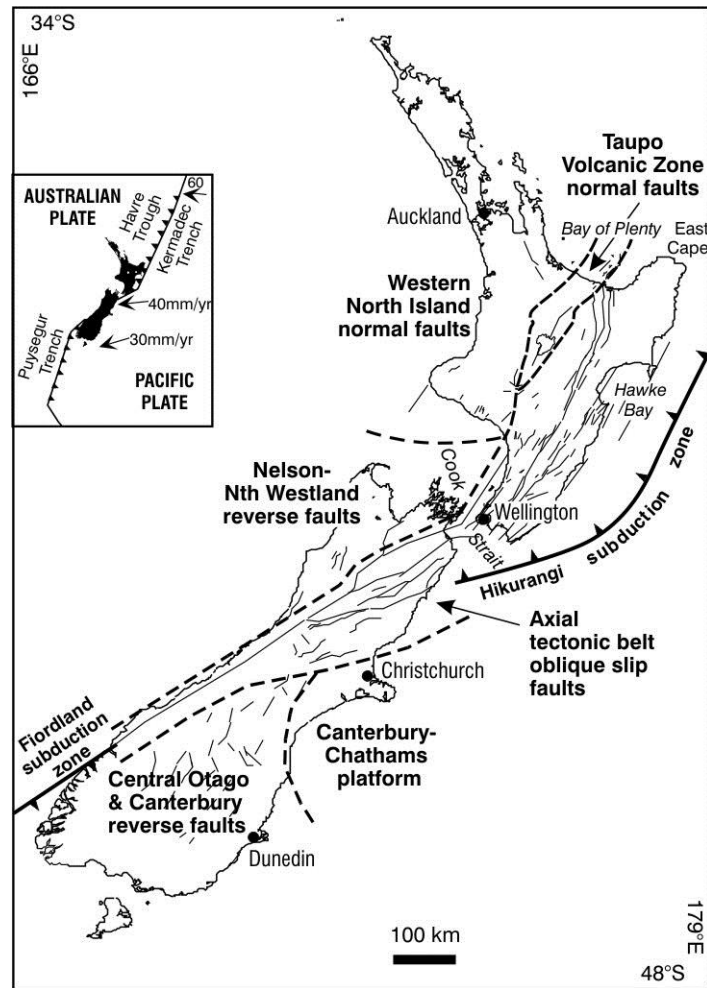 34°S
166°E
Taupo
Volcanic Zone
normal faults
AUSTRALIAN
PLATE
Havre
Trough
Kermadec
Trench
60
40mm/yr
30mm/yr
Puysegur
Trench
PACIFIC
PLATE
Auckland
Bay of Plenty
East
Cape
Western
North Island
normal faults
Hawke
Bay
Nelson-
Nth Westland
reverse faults
Cook
Strait
Wellington
Hikurangi subduction zone
Axial
tectonic belt
oblique slip
faults
Christchurch
Fiordland
subduction
zone
Canterbury-
Chathams
platform
Central Otago
& Canterbury
reverse faults
Dunedin
100 km
179°E
48°S